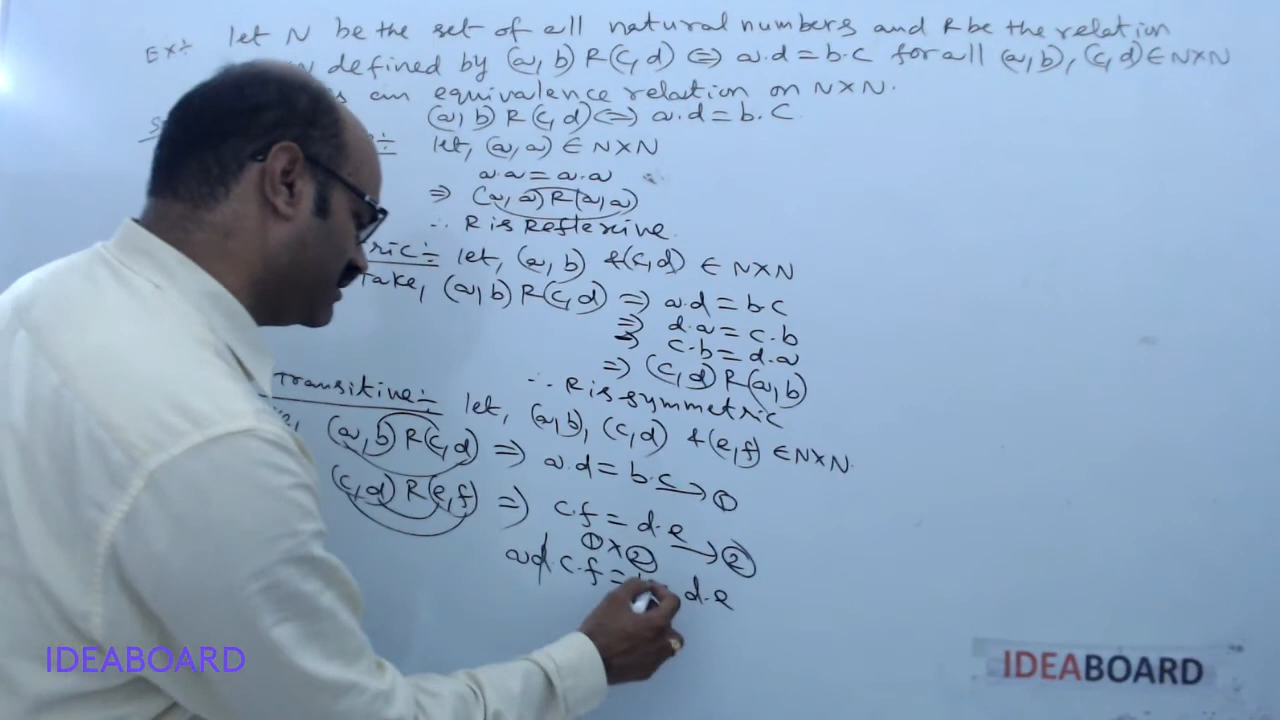 Ex:- let N be the set of all natural numbers and R be the relation
N defined by (a, b) R (c, d) ⇔ a.d = b.c for all (a, b), (c, d) ∈ N×N
an equivalence relation on N×N.
(a, b) R (c, d) ⇔ a.d = b.c
let, (a, a) ∈ N×N
a.a = a.a
⇒ (a, a) R (a, a)
∴ R is Reflexive.
ric:- let, (a, b) &(c, d) ∈ N×N
Take, (a, b) R (c, d) ⇒ a.d = b.c
⇒ d.a = c.b
⇒ c.b = d.a
⇒ (c, d) R (a, b)
∴ R is symmetric
Transitive:- let, (a, b), (c, d) &(e, f) ∈ N×N.
(a, b) R (c, d) ⇒ a.d = b.c → ①
(c, d) R (e, f) ⇒ c.f = d.e → ②
① × ②
ad.c.f = d.e
IDEABOARD
IDEABOARD